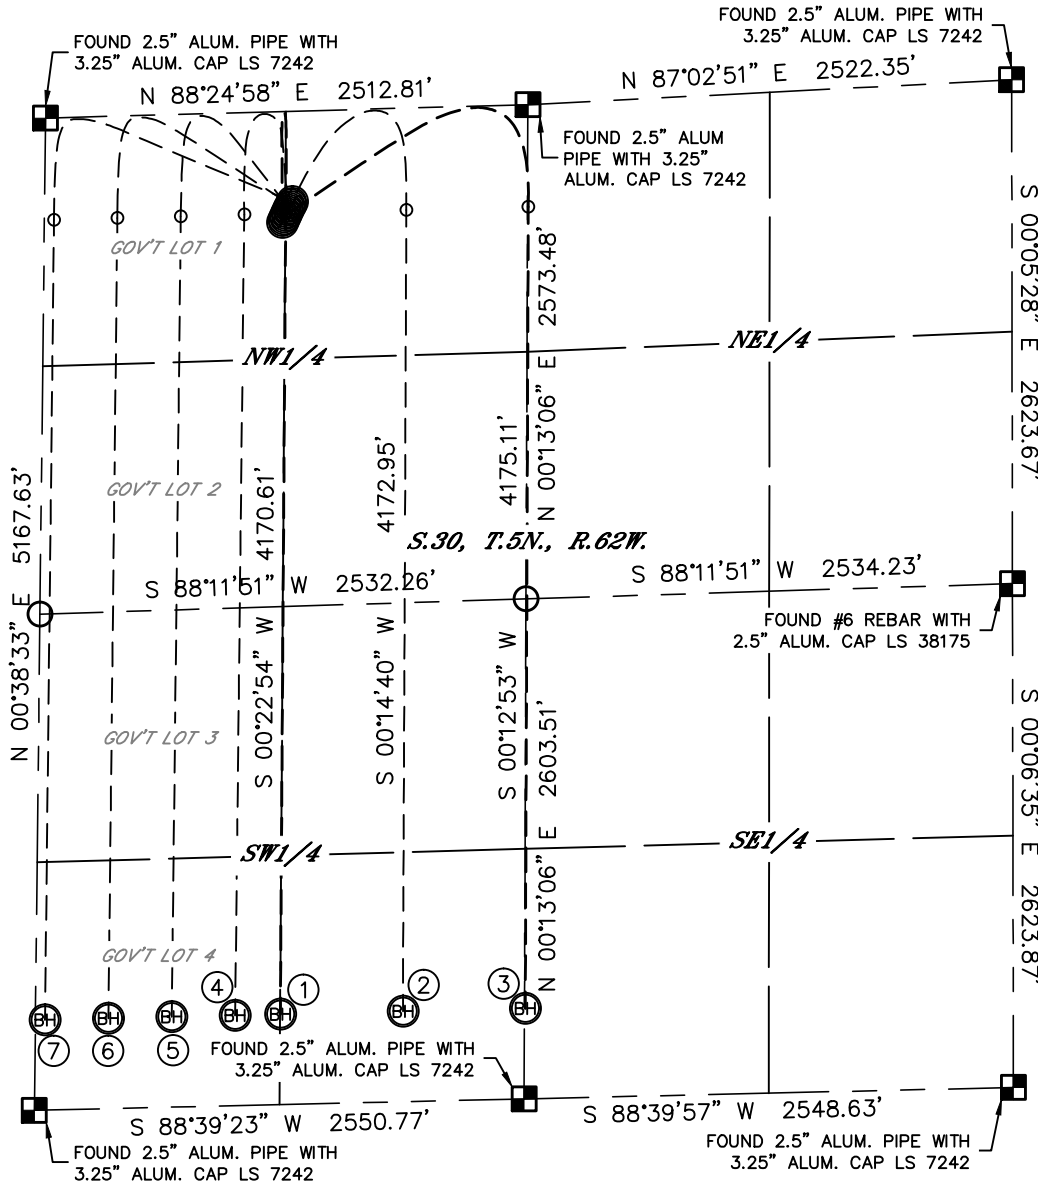 FOUND 2.5" ALUM. PIPE WITH
3.25" ALUM. CAP LS 7242
FOUND 2.5" ALUM. PIPE WITH
3.25" ALUM. CAP LS 7242
N 88°24'58" E 2512.81'
N 87°02'51" E 2522.35'
FOUND 2.5" ALUM
PIPE WITH 3.25"
ALUM. CAP LS 7242
GOV'T LOT 1
N 00°13'06" E 2573.48'
S 00°05'28" E 2623.67'
NW1/4
NE1/4
N 00°38'33" E 5167.63'
GOV'T LOT 2
S 00°22'54" W 4170.61'
S 00°14'40" W 4172.95'
S 00°12'53" W 4175.11'
S.30, T.5N., R.62W.
S 88°11'51" W 2532.26'
S 88°11'51" W 2534.23'
FOUND #6 REBAR WITH
2.5" ALUM. CAP LS 38175
GOV'T LOT 3
N 00°13'06" E 2603.51'
S 00°06'35" E 2623.87'
SW1/4
SE1/4
GOV'T LOT 4
4
1
2
3
BH
BH
BH
BH
BH
BH
BH
7
6
5
FOUND 2.5" ALUM. PIPE WITH
3.25" ALUM. CAP LS 7242
S 88°39'23" W 2550.77'
S 88°39'57" W 2548.63'
FOUND 2.5" ALUM. PIPE WITH
3.25" ALUM. CAP LS 7242
FOUND 2.5" ALUM. PIPE WITH
3.25" ALUM. CAP LS 7242